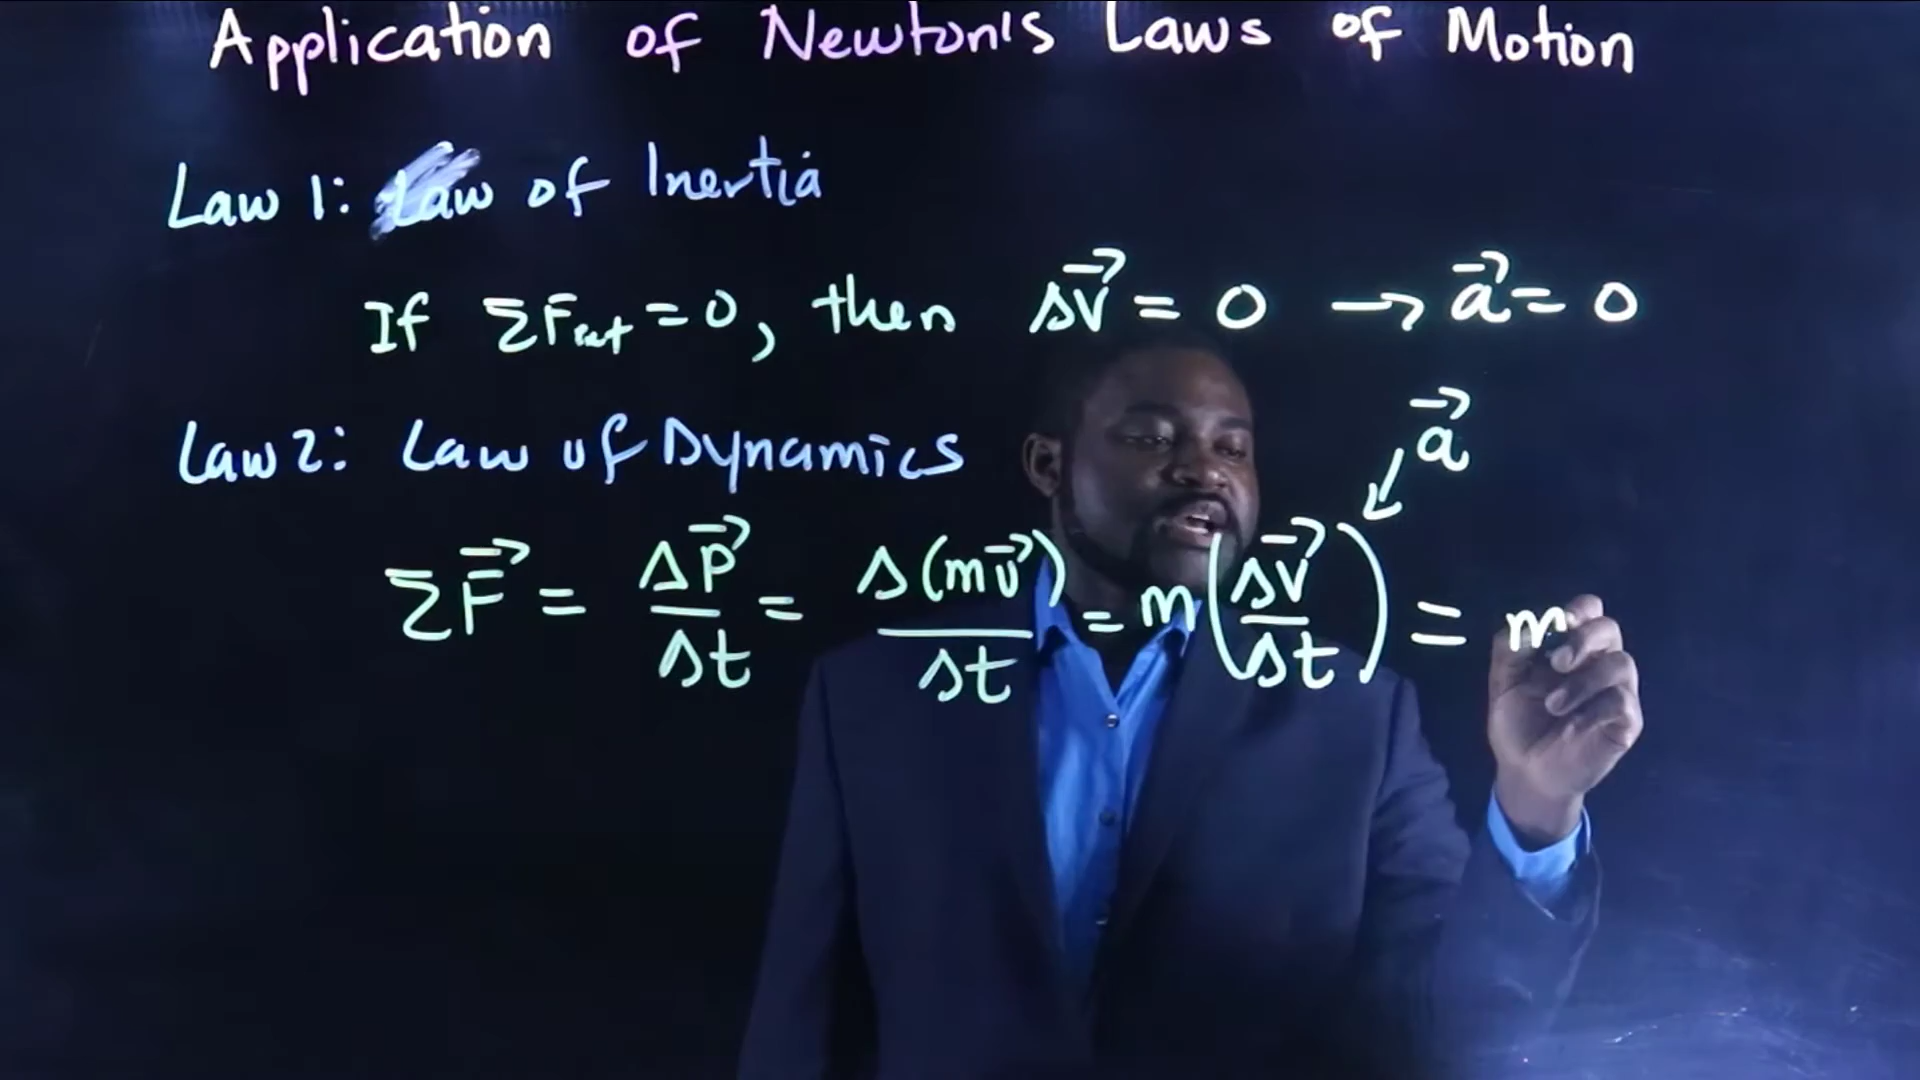 Application of Newton's Laws of Motion
Law 1: Law of Inertia
If ΣFnet = 0, then Δv⃗ = 0 → a⃗ = 0
a⃗
Law 2: Law of Dynamics
ΣF⃗ = Δp⃗/Δt = Δ(mv⃗)/Δt = m(Δv⃗/Δt) = m